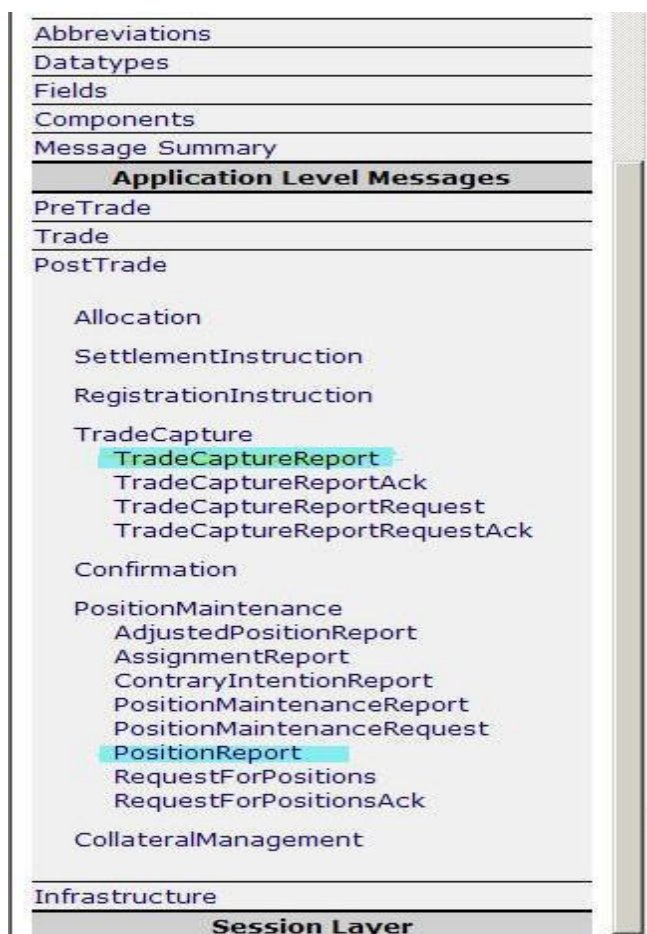 Abbreviations
Datatypes
Fields
Components
Message Summary
Application Level Messages
PreTrade
Trade
PostTrade
Allocation
SettlementInstruction
RegistrationInstruction
TradeCapture
TradeCaptureReport
TradeCaptureReportAck
TradeCaptureReportRequest
TradeCaptureReportRequestAck
Confirmation
PositionMaintenance
AdjustedPositionReport
AssignmentReport
ContraryIntentionReport
PositionMaintenanceReport
PositionMaintenanceRequest
PositionReport
RequestForPositions
RequestForPositionsAck
CollateralManagement
Infrastructure
Session Layer